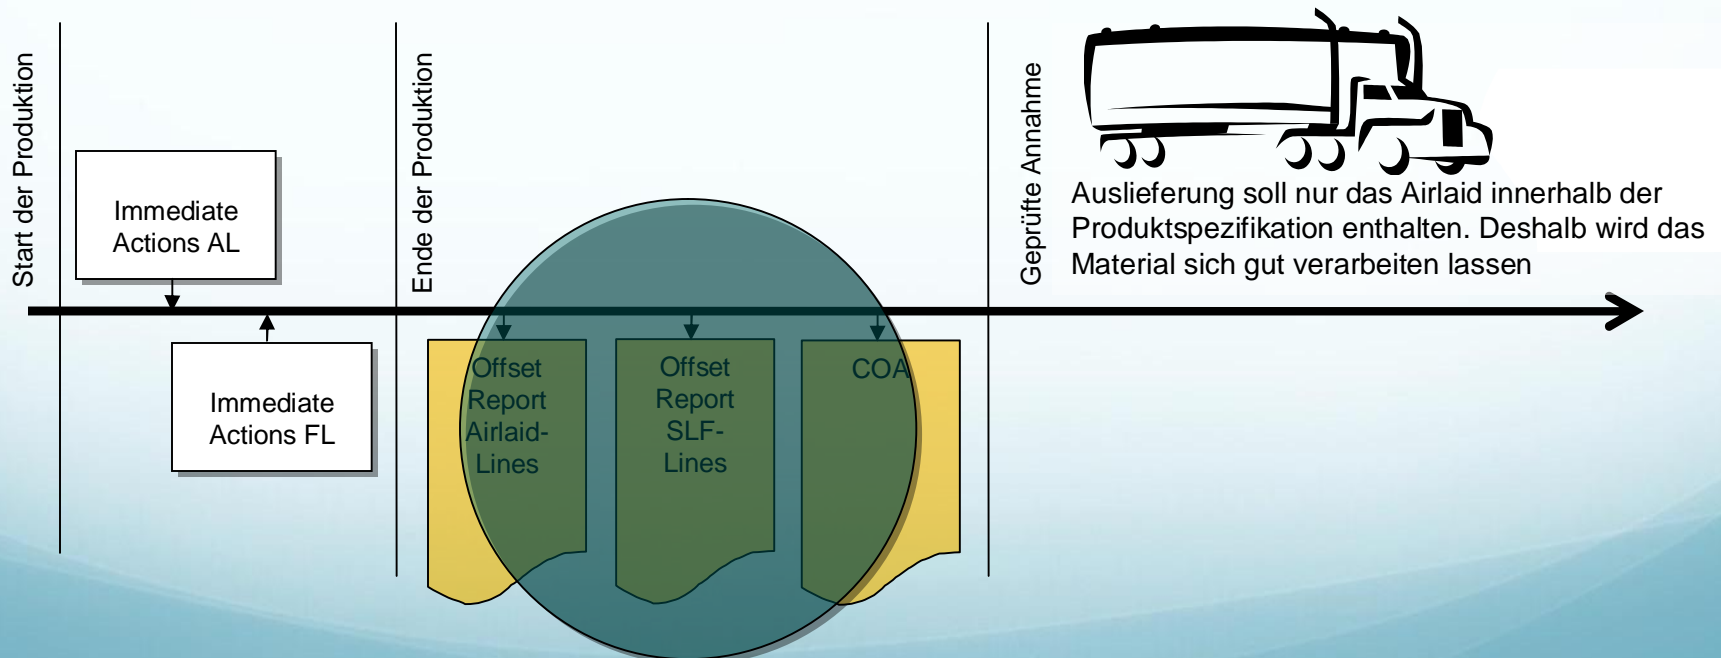 Start der Produktion
Immediate
Actions AL
Immediate
Actions FL
Ende der Produktion
Offset
Report
Airlaid-
Lines
Offset
Report
SLF-
Lines
COA
Geprüfte Annahme
Auslieferung soll nur das Airlaid innerhalb der
Produktspezifikation enthalten. Deshalb wird das
Material sich gut verarbeiten lassen